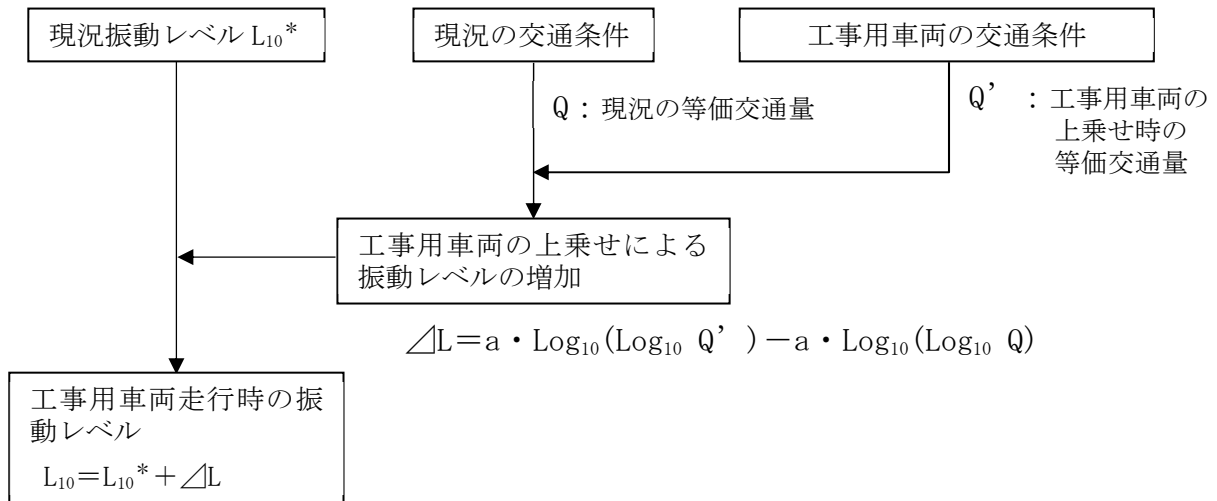 現況振動レベル L₁₀*
現況の交通条件
工事用車両の交通条件
Q：現況の等価交通量
Q’：工事用車両の
上乗せ時の
等価交通量
工事用車両の上乗せによる
振動レベルの増加
⊿L＝a・Log₁₀(Log₁₀ Q’)－a・Log₁₀(Log₁₀ Q)
工事用車両走行時の振
動レベル
L₁₀＝L₁₀*＋⊿L